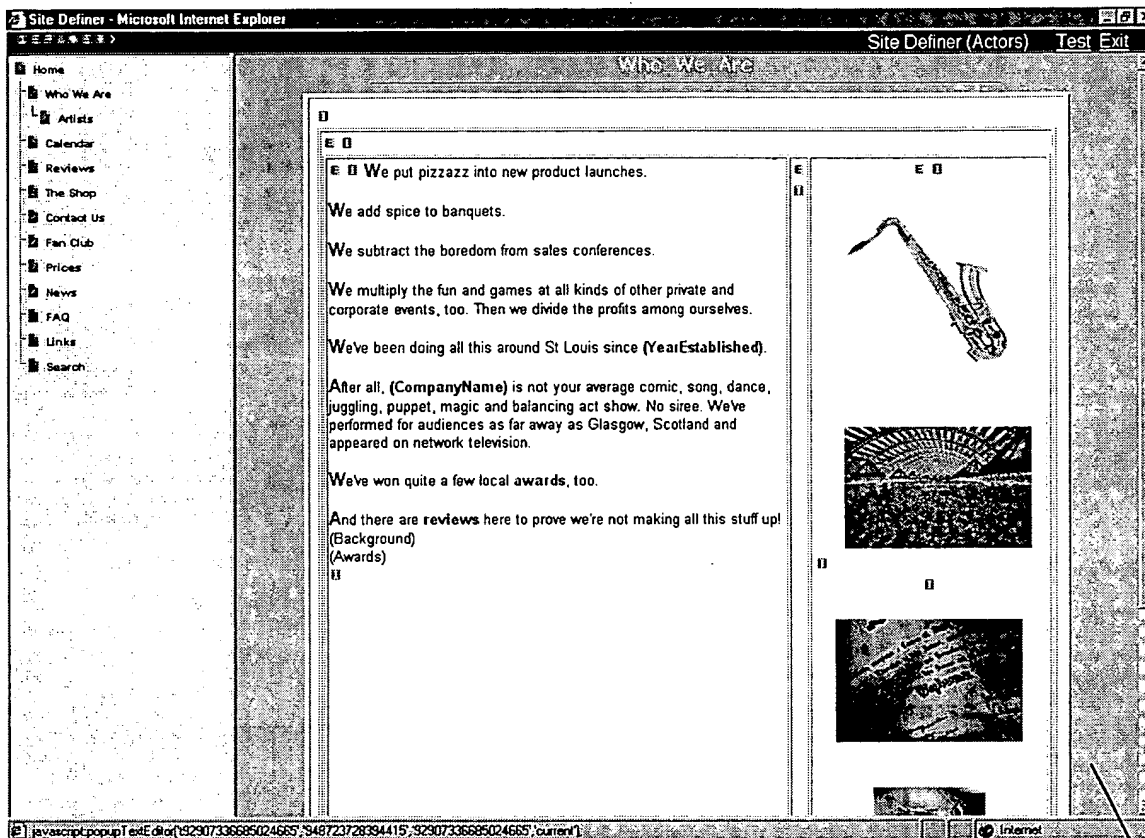 Site Definer - Microsoft Internet Explorer
Site Definer (Actors) Test Exit
Home
Who We Are
Artists
Calendar
Reviews
The Shop
Contact Us
Fan Club
Prices
News
FAQ
Links
Search
Who We Are
I
E I
E I We put pizzazz into new product launches.
We add spice to banquets.
We subtract the boredom from sales conferences.
We multiply the fun and games at all kinds of other private and
corporate events, too. Then we divide the profits among ourselves.
We've been doing all this around St Louis since (YearEstablished).
After all, (CompanyName) is not your average comic, song, dance,
juggling, puppet, magic and balancing act show. No siree. We've
performed for audiences as far away as Glasgow, Scotland and
appeared on network television.
We've won quite a few local awards, too.
And there are reviews here to prove we're not making all this stuff up!
(Background)
(Awards)
I
E
I
E I
I
I
javascript:popupTextEditor('92907336685024665','948723728394415','92907336685024665','current');
Internet